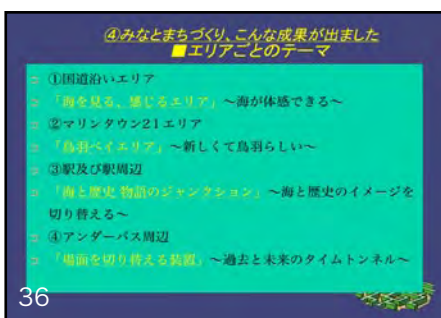 ④みなとまちづくり、こんな成果が出ました
■エリアごとのテーマ
①国道沿いエリア
「海を見る、感じるエリア」～海が体感できる～
②マリンタウン21エリア
「鳥羽ベイエリア」～新しくて鳥羽らしい～
③駅及び駅周辺
「海と歴史 物語のジャンクション」～海と歴史のイメージを
切り替える～
④アンダーパス周辺
「場面を切り替える装置」～過去と未来のタイムトンネル～
36